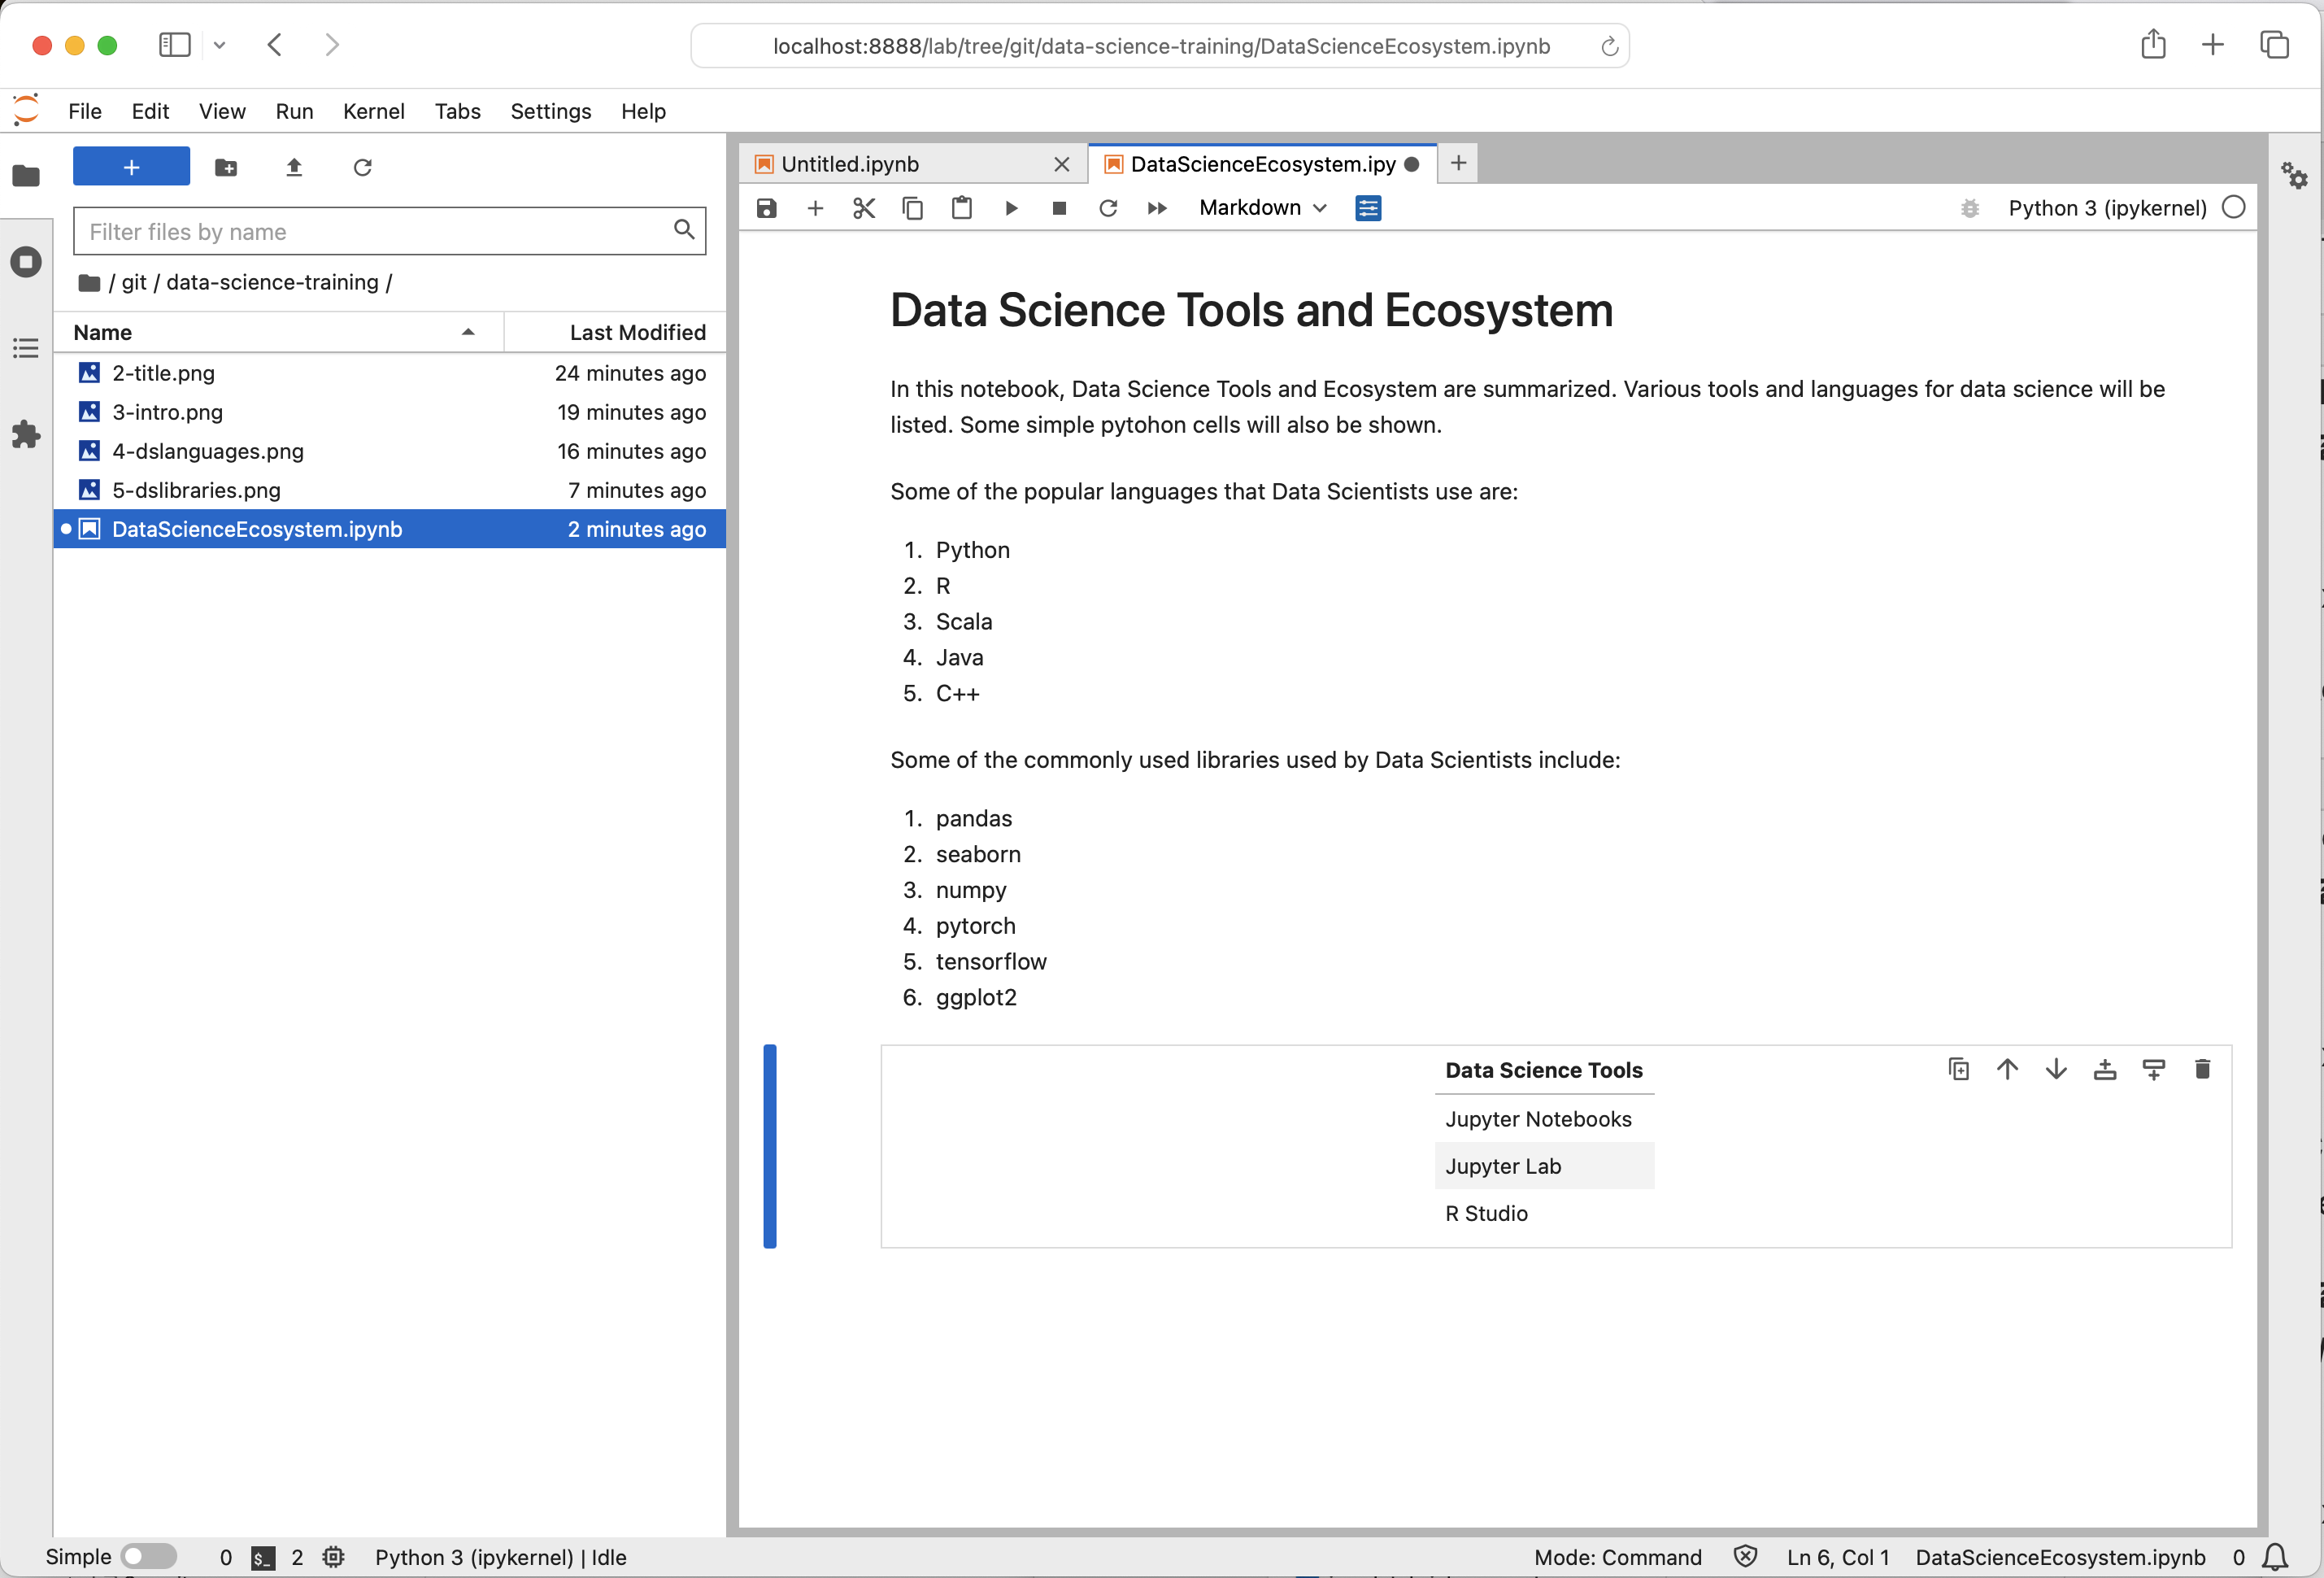 localhost:8888/lab/tree/git/data-science-training/DataScienceEcosystem.ipynb
File Edit View Run Kernel Tabs Settings Help
Filter files by name
/ git / data-science-training /
Name Last Modified
2-title.png 24 minutes ago
3-intro.png 19 minutes ago
4-dslanguages.png 16 minutes ago
5-dslibraries.png 7 minutes ago
DataScienceEcosystem.ipynb 2 minutes ago
Untitled.ipynb DataScienceEcosystem.ipy
Markdown Python 3 (ipykernel)
Data Science Tools and Ecosystem
In this notebook, Data Science Tools and Ecosystem are summarized. Various tools and languages for data science will be
listed. Some simple pytohon cells will also be shown.
Some of the popular languages that Data Scientists use are:
1. Python
2. R
3. Scala
4. Java
5. C++
Some of the commonly used libraries used by Data Scientists include:
1. pandas
2. seaborn
3. numpy
4. pytorch
5. tensorflow
6. ggplot2
Data Science Tools
Jupyter Notebooks
Jupyter Lab
R Studio
Simple 0 $_ 2 Python 3 (ipykernel) | Idle Mode: Command Ln 6, Col 1 DataScienceEcosystem.ipynb 0